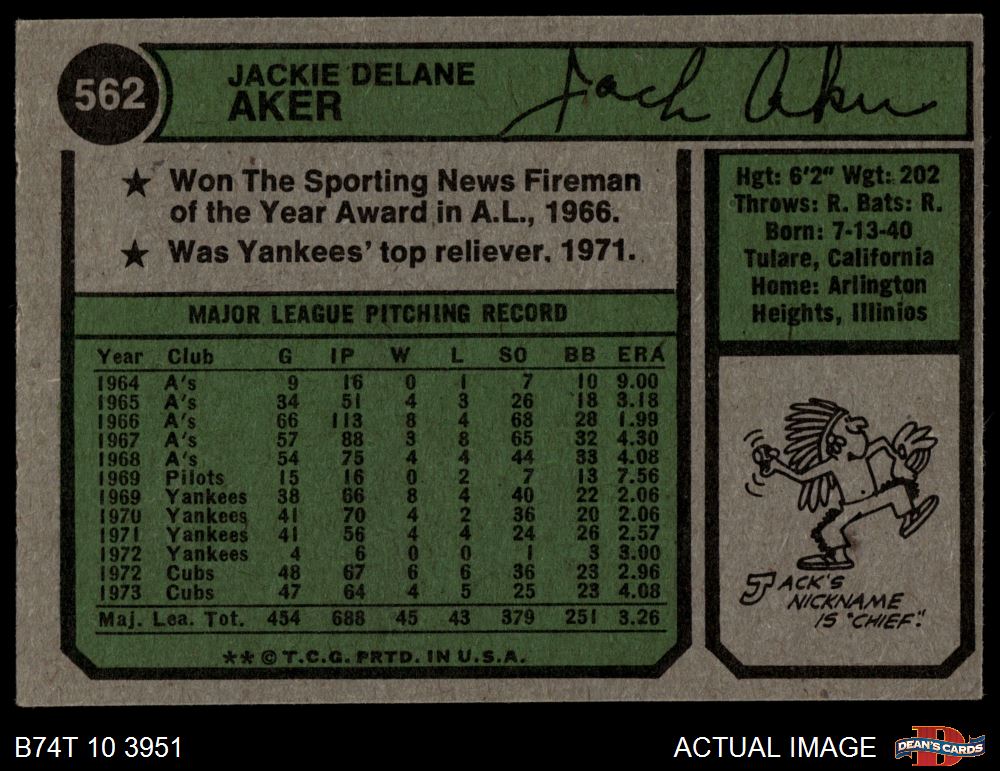 562
JACKIE DELANE
AKER
Jack Aker
★ Won The Sporting News Fireman
of the Year Award in A.L., 1966.
★ Was Yankees' top reliever, 1971.
MAJOR LEAGUE PITCHING RECORD
Year Club G IP W L SO BB ERA
1964 A's 9 16 0 1 7 10 9.00
1965 A's 34 51 4 3 26 18 3.18
1966 A's 66 113 8 4 68 28 1.99
1967 A's 57 88 3 8 65 32 4.30
1968 A's 54 75 4 4 44 33 4.08
1969 Pilots 15 16 0 2 7 13 7.56
1969 Yankees 38 66 8 4 40 22 2.06
1970 Yankees 41 70 4 2 36 20 2.06
1971 Yankees 41 56 4 4 24 26 2.57
1972 Yankees 4 6 0 0 1 3 3.00
1972 Cubs 48 67 6 6 36 23 2.96
1973 Cubs 47 64 4 5 25 23 4.08
Maj. Lea. Tot. 454 688 45 43 379 251 3.26
** © T.C.G. PRTD. IN U.S.A.
Hgt: 6'2" Wgt: 202
Throws: R. Bats: R.
Born: 7-13-40
Tulare, California
Home: Arlington
Heights, Illinios
JACK'S
NICKNAME
IS "CHIEF."
B74T 10 3951
ACTUAL IMAGE
DEAN'S CARDS